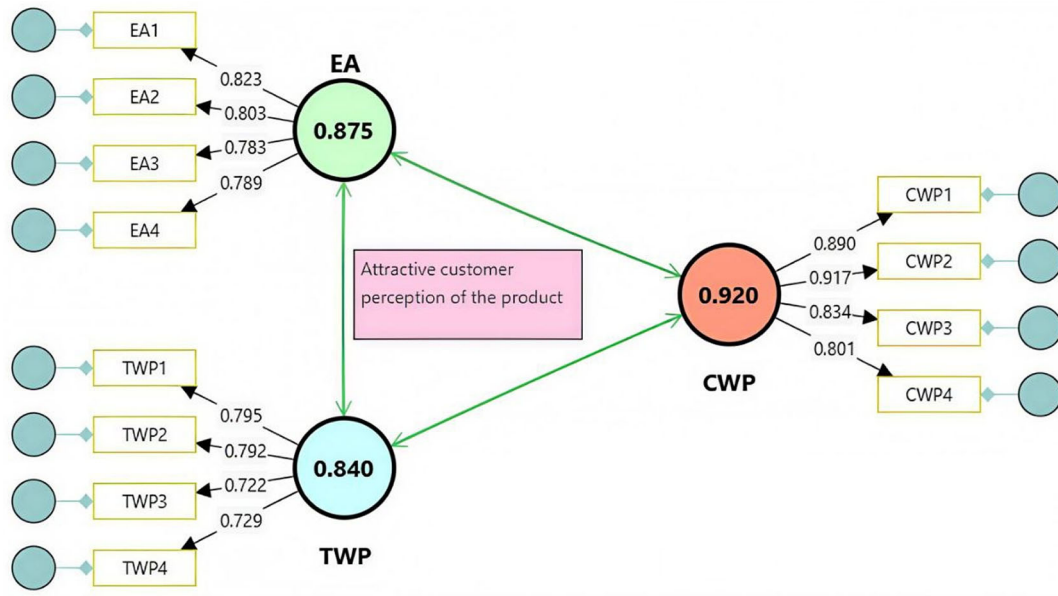 EA1
EA2
EA3
EA4
0.823
0.803
0.783
0.789
EA
0.875
Attractive customer
perception of the product
TWP1
TWP2
TWP3
TWP4
0.795
0.792
0.722
0.729
0.840
TWP
0.920
CWP
0.890
0.917
0.834
0.801
CWP1
CWP2
CWP3
CWP4